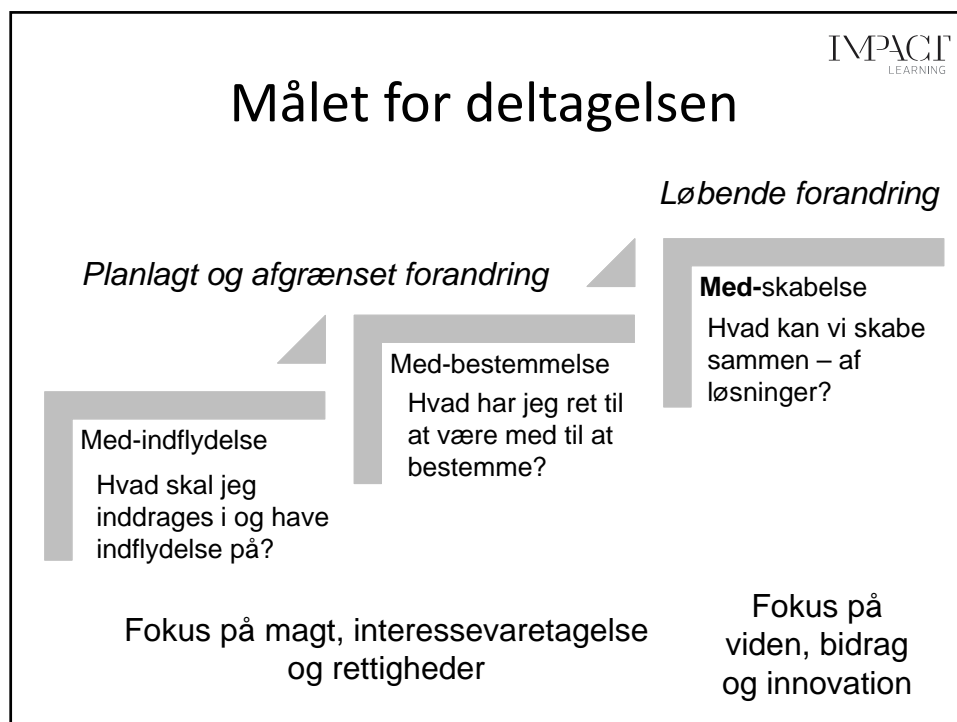 IMPACT
LEARNING
Målet for deltagelsen
Løbende forandring
Planlagt og afgrænset forandring
Med-skabelse
Hvad kan vi skabe
sammen – af
løsninger?
Med-bestemmelse
Hvad har jeg ret til
at være med til at
bestemme?
Med-indflydelse
Hvad skal jeg
inddrages i og have
indflydelse på?
Fokus på magt, interessevaretagelse
og rettigheder
Fokus på
viden, bidrag
og innovation